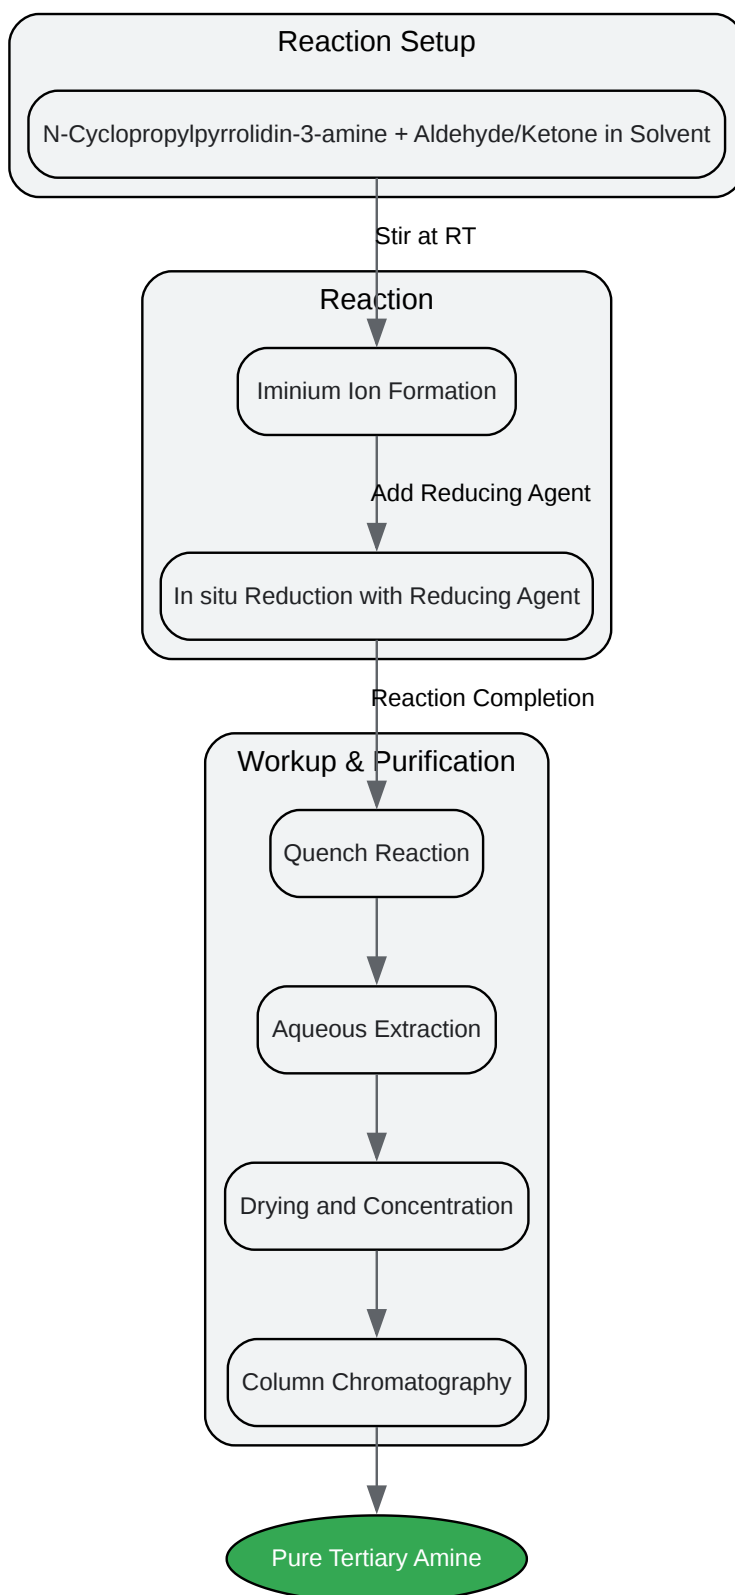 Reaction Setup
N-Cyclopropylpyrrolidin-3-amine + Aldehyde/Ketone in Solvent
Stir at RT
Reaction
Iminium Ion Formation
Add Reducing Agent
In situ Reduction with Reducing Agent
Reaction Completion
Workup & Purification
Quench Reaction
Aqueous Extraction
Drying and Concentration
Column Chromatography
Pure Tertiary Amine